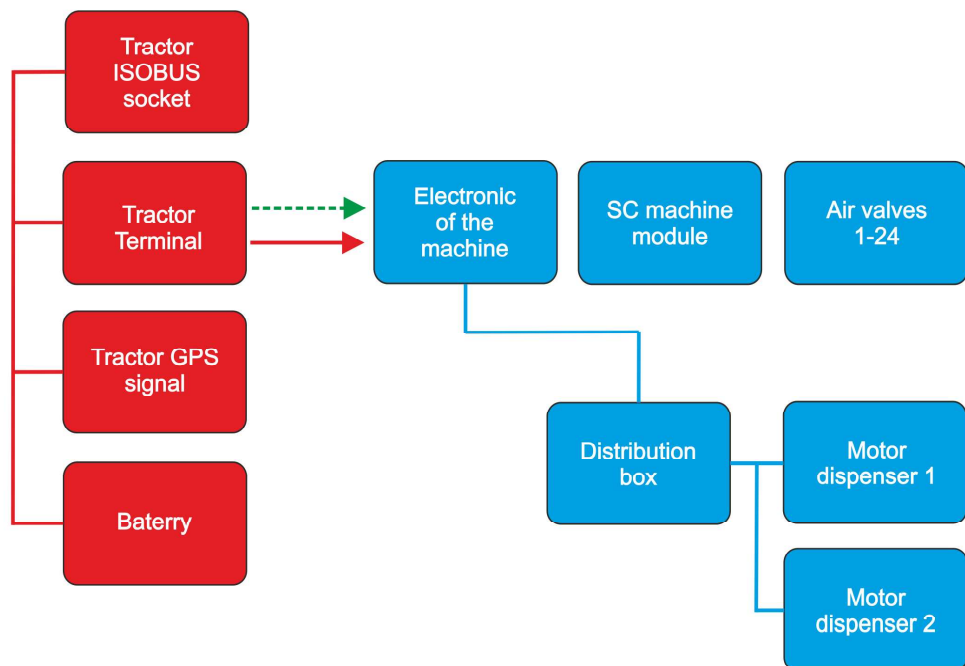 Tractor
ISOBUS
socket
Tractor
Terminal
Electronic
of the
machine
SC machine
module
Air valves
1-24
Tractor GPS
signal
Distribution
box
Motor
dispenser 1
Baterry
Motor
dispenser 2